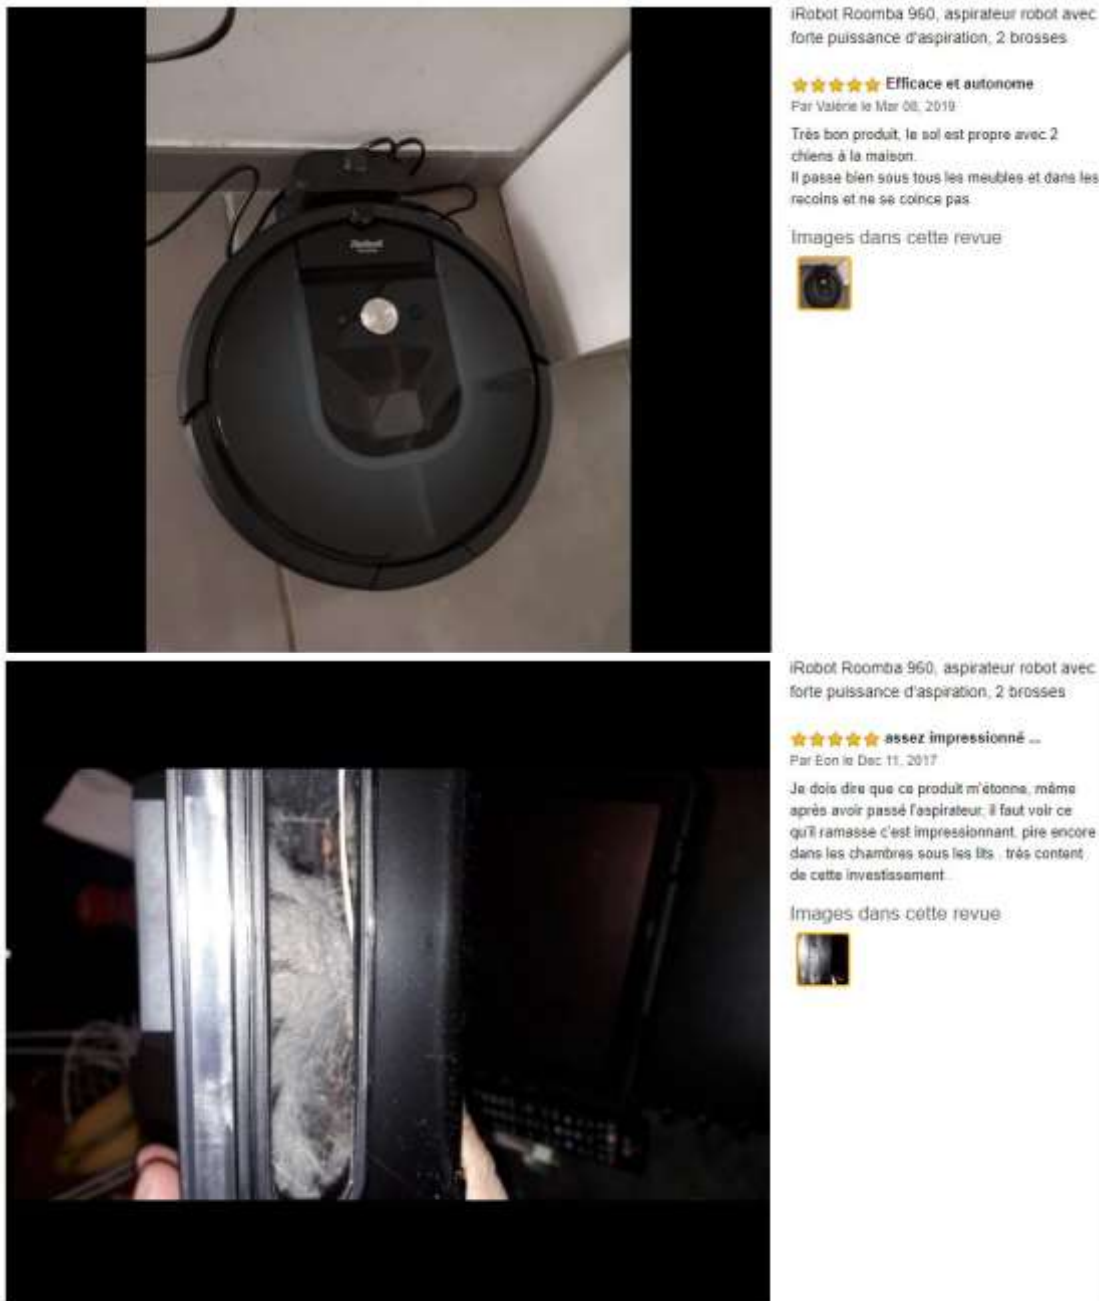 iRobot Roomba 960, aspirateur robot avec
forte puissance d'aspiration, 2 brosses
Efficace et autonome
Par Valérie le Mar 08, 2019
Très bon produit, le sol est propre avec 2
chiens à la maison.
Il passe bien sous tous les meubles et dans les
recoins et ne se coince pas
Images dans cette revue
iRobot
iRobot Roomba 960, aspirateur robot avec
forte puissance d'aspiration, 2 brosses
assez impressionné ...
Par Eon le Dec 11, 2017
Je dois dire que ce produit m'étonne, même
après avoir passé l'aspirateur, il faut voir ce
qu'il ramasse c'est impressionnant, pire encore
dans les chambres sous les lits . très content
de cette investissement
Images dans cette revue